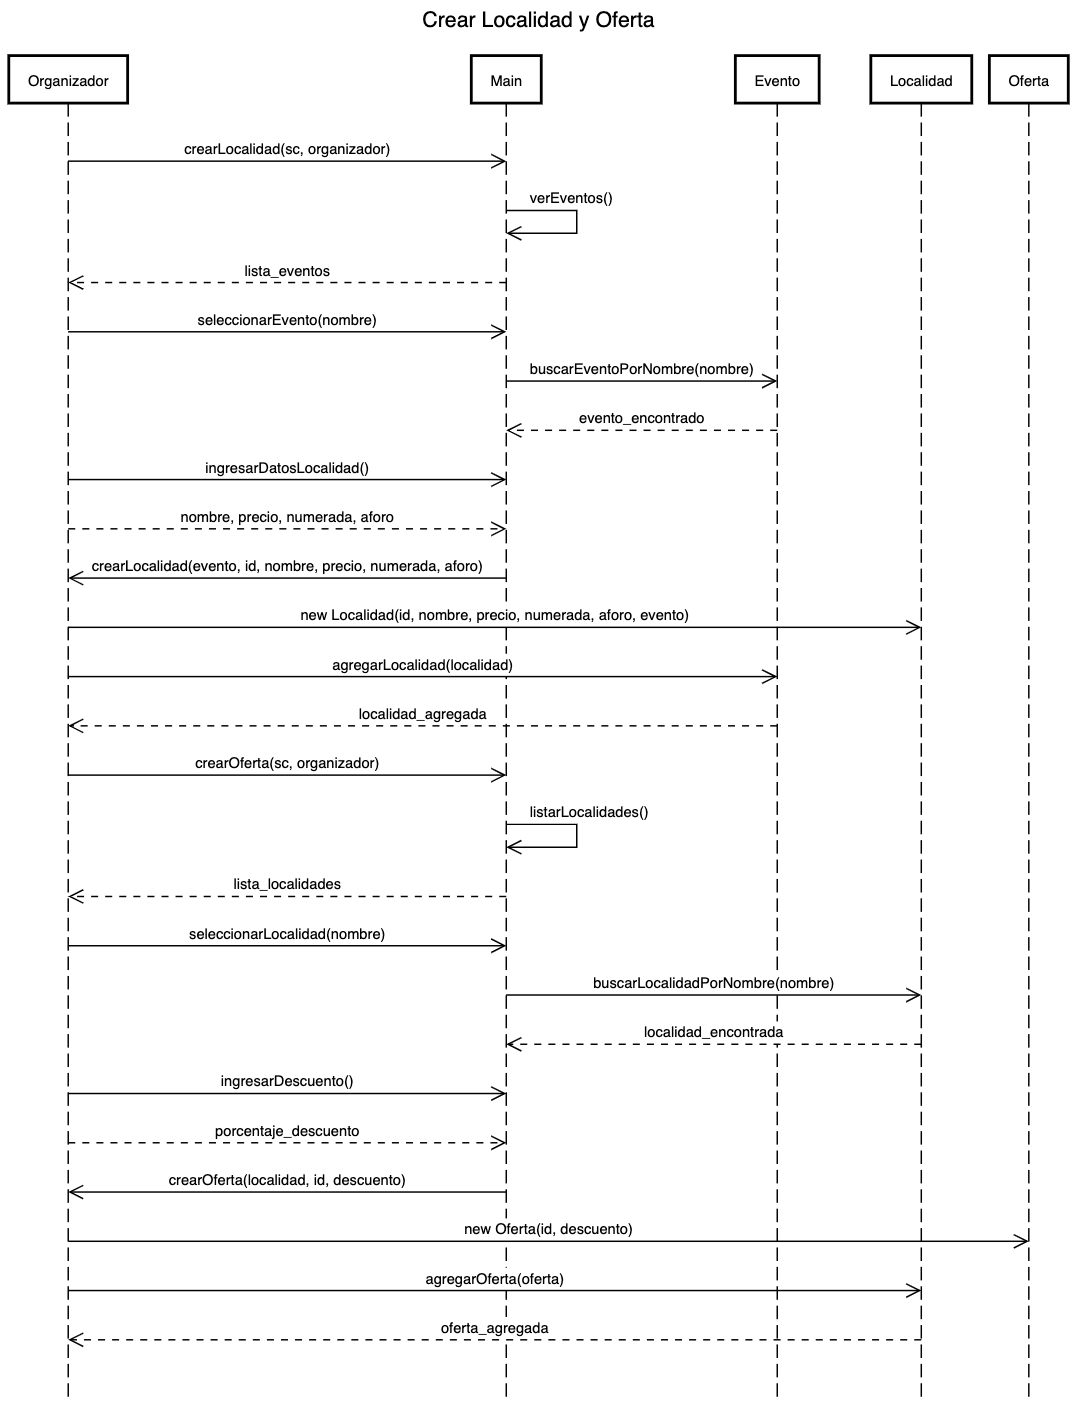 Crear Localidad y Oferta
Organizador
Main
Evento
Localidad
Oferta
crearLocalidad(sc, organizador)
verEventos()
lista_eventos
seleccionarEvento(nombre)
buscarEventoPorNombre(nombre)
evento_encontrado
ingresarDatosLocalidad()
nombre, precio, numerada, aforo
crearLocalidad(evento, id, nombre, precio, numerada, aforo)
new Localidad(id, nombre, precio, numerada, aforo, evento)
agregarLocalidad(localidad)
localidad_agregada
crearOferta(sc, organizador)
listarLocalidades()
lista_localidades
seleccionarLocalidad(nombre)
buscarLocalidadPorNombre(nombre)
localidad_encontrada
ingresarDescuento()
porcentaje_descuento
crearOferta(localidad, id, descuento)
new Oferta(id, descuento)
agregarOferta(oferta)
oferta_agregada